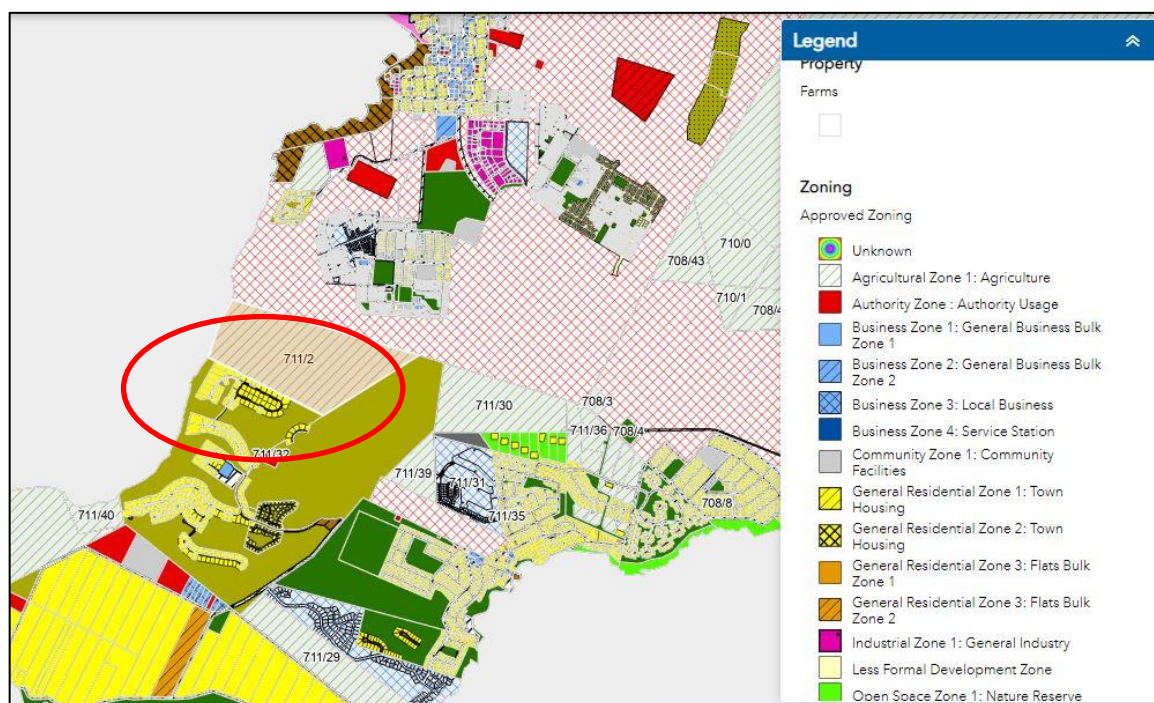 Legend
Property
Farms
Zoning
Approved Zoning
Unknown
Agricultural Zone 1: Agriculture
Authority Zone : Authority Usage
Business Zone 1: General Business Bulk
Zone 1
Business Zone 2: General Business Bulk
Zone 2
Business Zone 3: Local Business
Business Zone 4: Service Station
Community Zone 1: Community
Facilities
General Residential Zone 1: Town
Housing
General Residential Zone 2: Town
Housing
General Residential Zone 3: Flats Bulk
Zone 1
General Residential Zone 3: Flats Bulk
Zone 2
Industrial Zone 1: General Industry
Less Formal Development Zone
Open Space Zone 1: Nature Reserve
710/0
708/43
710/1
708/4
711/2
711/30
708/3
711/36
708/4
711/32
711/39
711/31
708/8
711/40
711/35
711/29